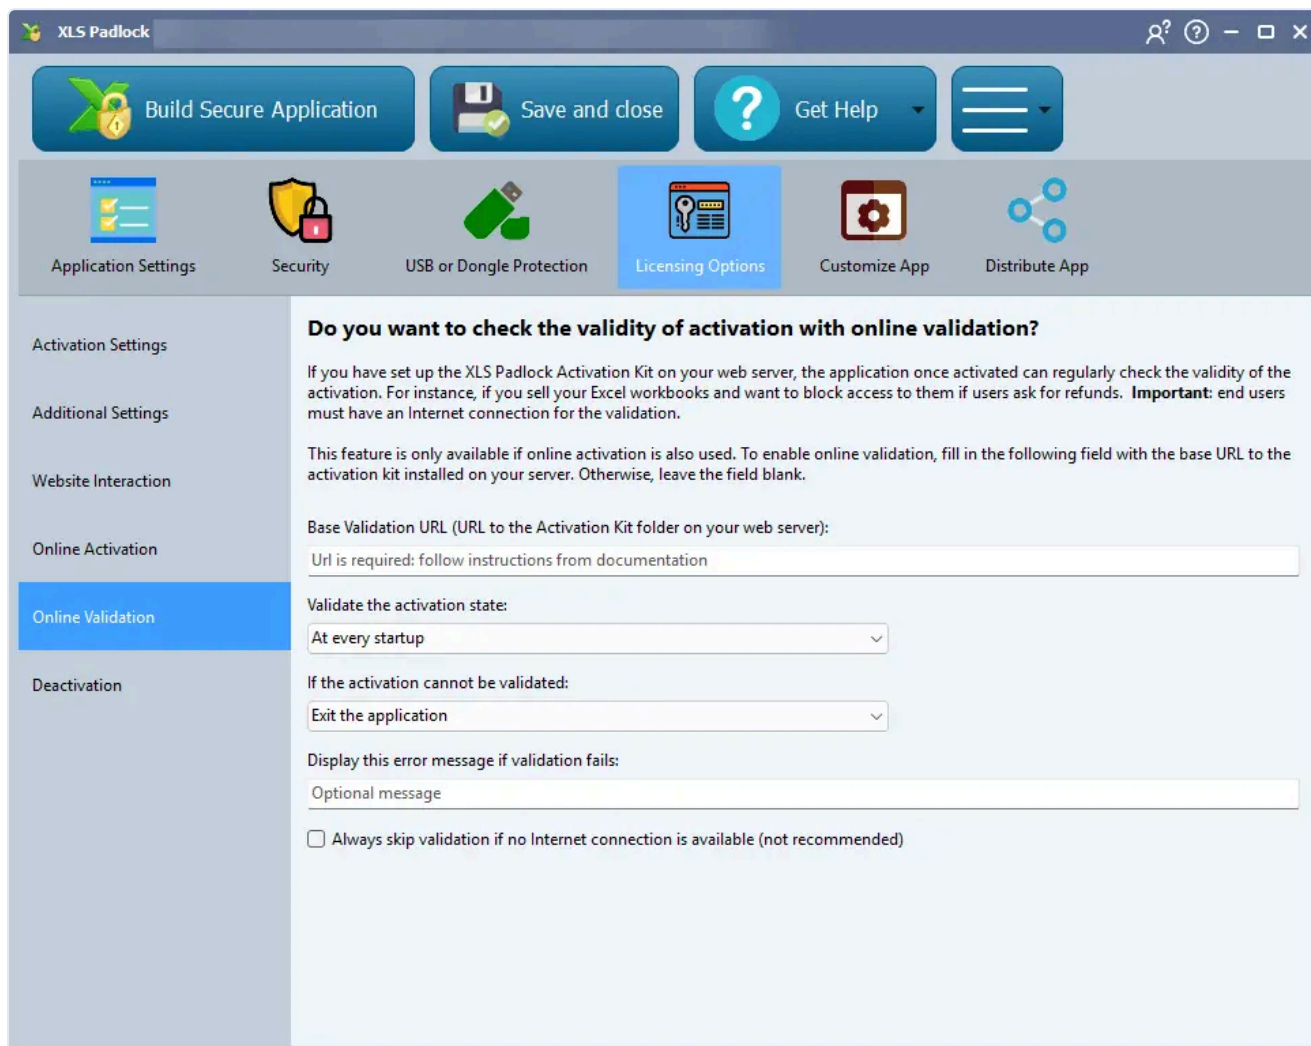 XLS Padlock
Build Secure Application
Save and close
Get Help
Application Settings
Security
USB or Dongle Protection
Licensing Options
Customize App
Distribute App
Activation Settings
Additional Settings
Website Interaction
Online Activation
Online Validation
Deactivation
Do you want to check the validity of activation with online validation?
If you have set up the XLS Padlock Activation Kit on your web server, the application once activated can regularly check the validity of the
activation. For instance, if you sell your Excel workbooks and want to block access to them if users ask for refunds. Important: end users
must have an Internet connection for the validation.
This feature is only available if online activation is also used. To enable online validation, fill in the following field with the base URL to the
activation kit installed on your server. Otherwise, leave the field blank.
Base Validation URL (URL to the Activation Kit folder on your web server):
Url is required: follow instructions from documentation
Validate the activation state:
At every startup
If the activation cannot be validated:
Exit the application
Display this error message if validation fails:
Optional message
Always skip validation if no Internet connection is available (not recommended)